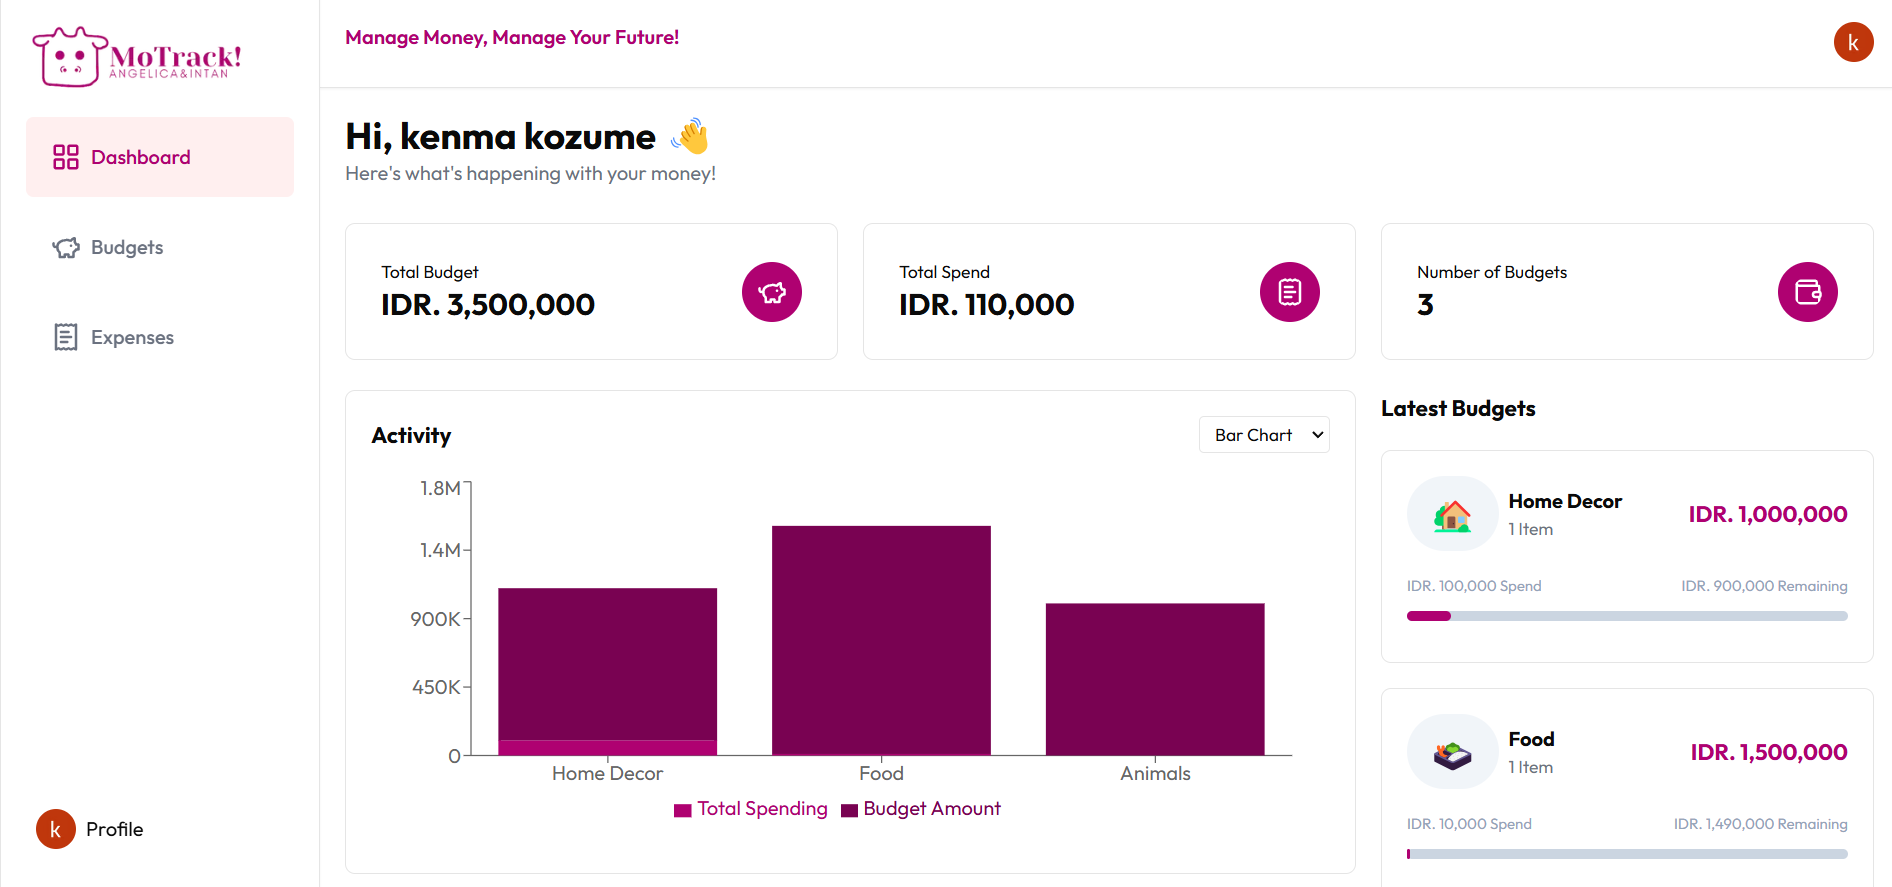 MoTrack!
ANGELICA&INTAN
Dashboard
Budgets
Expenses
k Profile
Manage Money, Manage Your Future!
k
Hi, kenma kozume 👋
Here's what's happening with your money!
Total Budget
IDR. 3,500,000
Total Spend
IDR. 110,000
Number of Budgets
3
Activity
Bar Chart
1.8M
1.4M
900K
450K
0
Home Decor Food Animals
Total Spending Budget Amount
Latest Budgets
Home Decor
1 Item
IDR. 1,000,000
IDR. 100,000 Spend IDR. 900,000 Remaining
Food
1 Item
IDR. 1,500,000
IDR. 10,000 Spend IDR. 1,490,000 Remaining